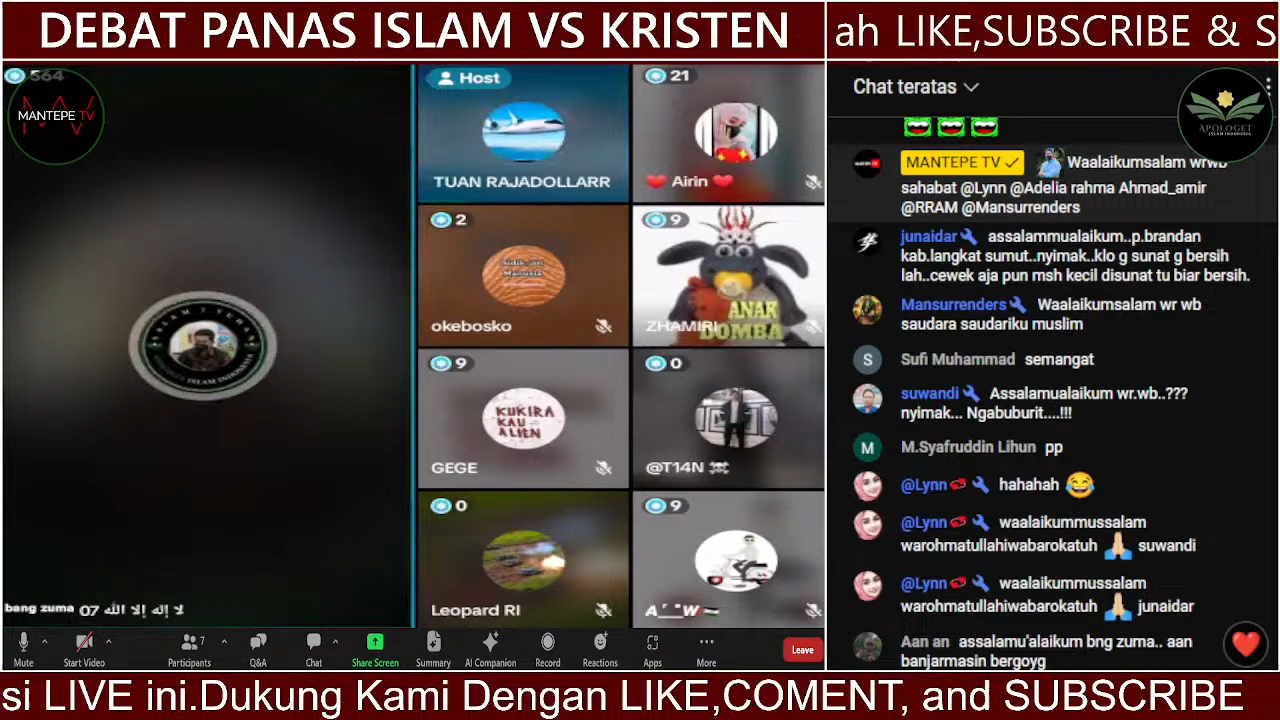 DEBAT PANAS ISLAM VS KRISTEN
ah LIKE,SUBSCRIBE & S
564
MANTEPE TV
Host
TUAN RAJADOLLARR
21
❤️ Airin ❤️
2
okebosko
9
ZHAMIRI
ANAK
DOMBA
9
KUKIRA
KAU
ALIEN
GEGE
0
@T14N ☠️
0
Leopard RI
9
bang zuma 07 لا إله إلا الله
ISLAM INDONESIA
Mute
Start Video
Participants
7
Q&A
Chat
Share Screen
Summary
AI Companion
Record
Reactions
Apps
More
Leave
Chat teratas
APOLOGET
ISLAM INDONESIA
MANTEPE TV ✓ Waalaikumsalam wrwb
sahabat @Lynn @Adelia rahma Ahmad_amir
@RRAM @Mansurrenders
junaidar assalammualaikum..p.brandan
kab.langkat sumut..nyimak..klo g sunat g bersih
lah..cewek aja pun msh kecil disunat tu biar bersih.
Mansurrenders Waalaikumsalam wr wb
saudara saudariku muslim
S
Sufi Muhammad semangat
suwandi Assalamualaikum wr.wb..???
nyimak... Ngabuburit....!!!
M
M.Syafruddin Lihun pp
@Lynn hahahah 😂
@Lynn waalaikummussalam
warohmatullahiwabarokatuh 🙏🏻 suwandi
@Lynn waalaikummussalam
warohmatullahiwabarokatuh 🙏🏻 junaidar
Aan an assalamu'alaikum bng zuma.. aan
banjarmasin bergoyg
si LIVE ini.Dukung Kami Dengan LIKE,COMENT, and SUBSCRIBE